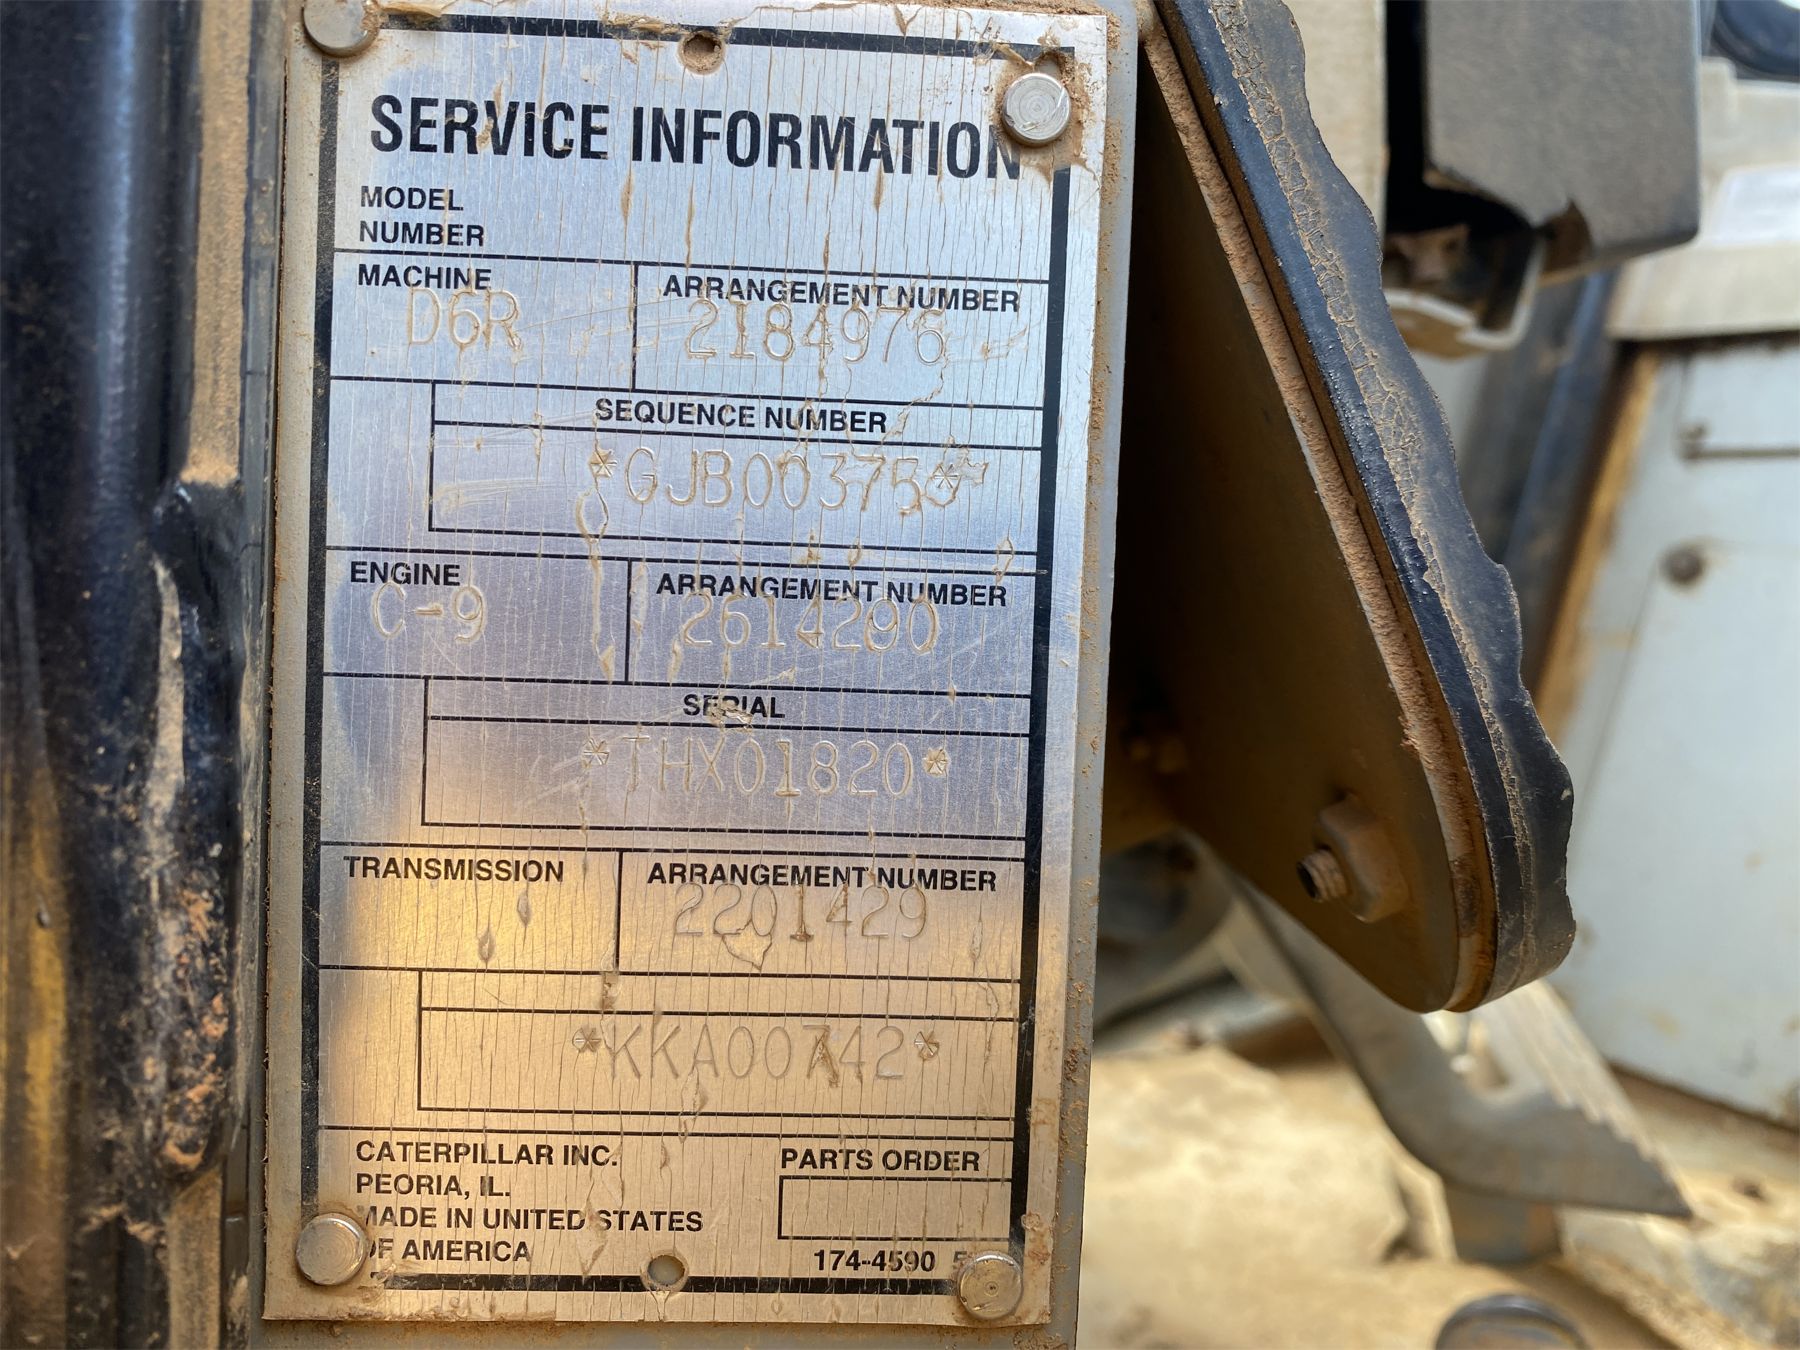 SERVICE INFORMATION
MODEL
NUMBER
MACHINE
ARRANGEMENT NUMBER
D6R
2184976
SEQUENCE NUMBER
*GJB00375*
ENGINE
ARRANGEMENT NUMBER
C-9
2614290
SERIAL
*THX01820*
TRANSMISSION
ARRANGEMENT NUMBER
2201429
*KKA00742*
CATERPILLAR INC.
PEORIA, IL.
MADE IN UNITED STATES
OF AMERICA
PARTS ORDER
174-4590